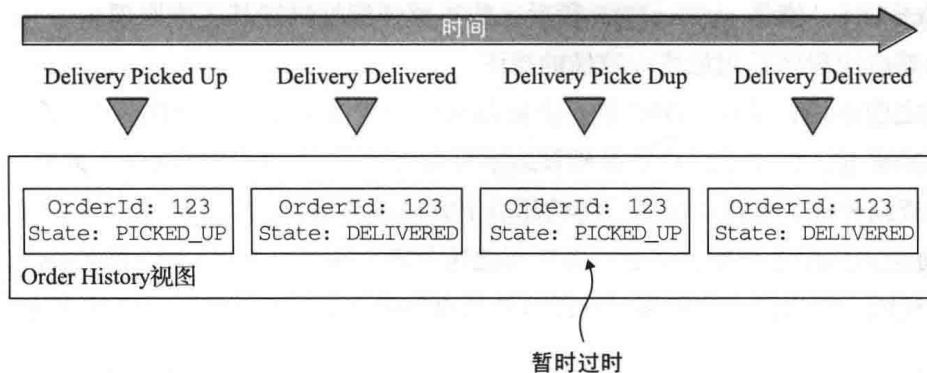 时间
Delivery Picked Up Delivery Delivered Delivery Picke Dup Delivery Delivered
OrderId: 123 OrderId: 123 OrderId: 123 OrderId: 123
State: PICKED_UP State: DELIVERED State: PICKED_UP State: DELIVERED
Order History视图
暂时过时